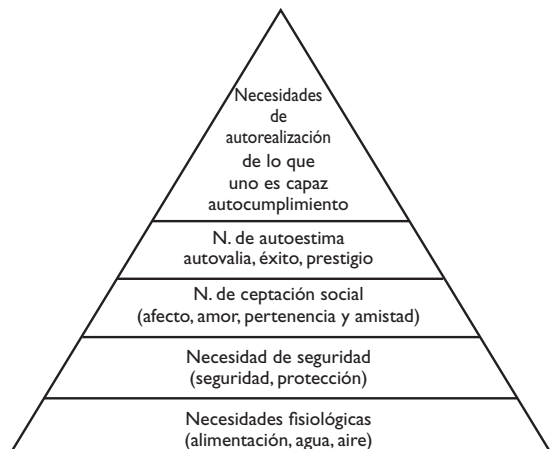 Necesidades
de
autorealización
de lo que
uno es capaz
autocumplimiento
N. de autoestima
autovalia, éxito, prestigio
N. de ceptación social
(afecto, amor, pertenencia y amistad)
Necesidad de seguridad
(seguridad, protección)
Necesidades fisiológicas
(alimentación, agua, aire)